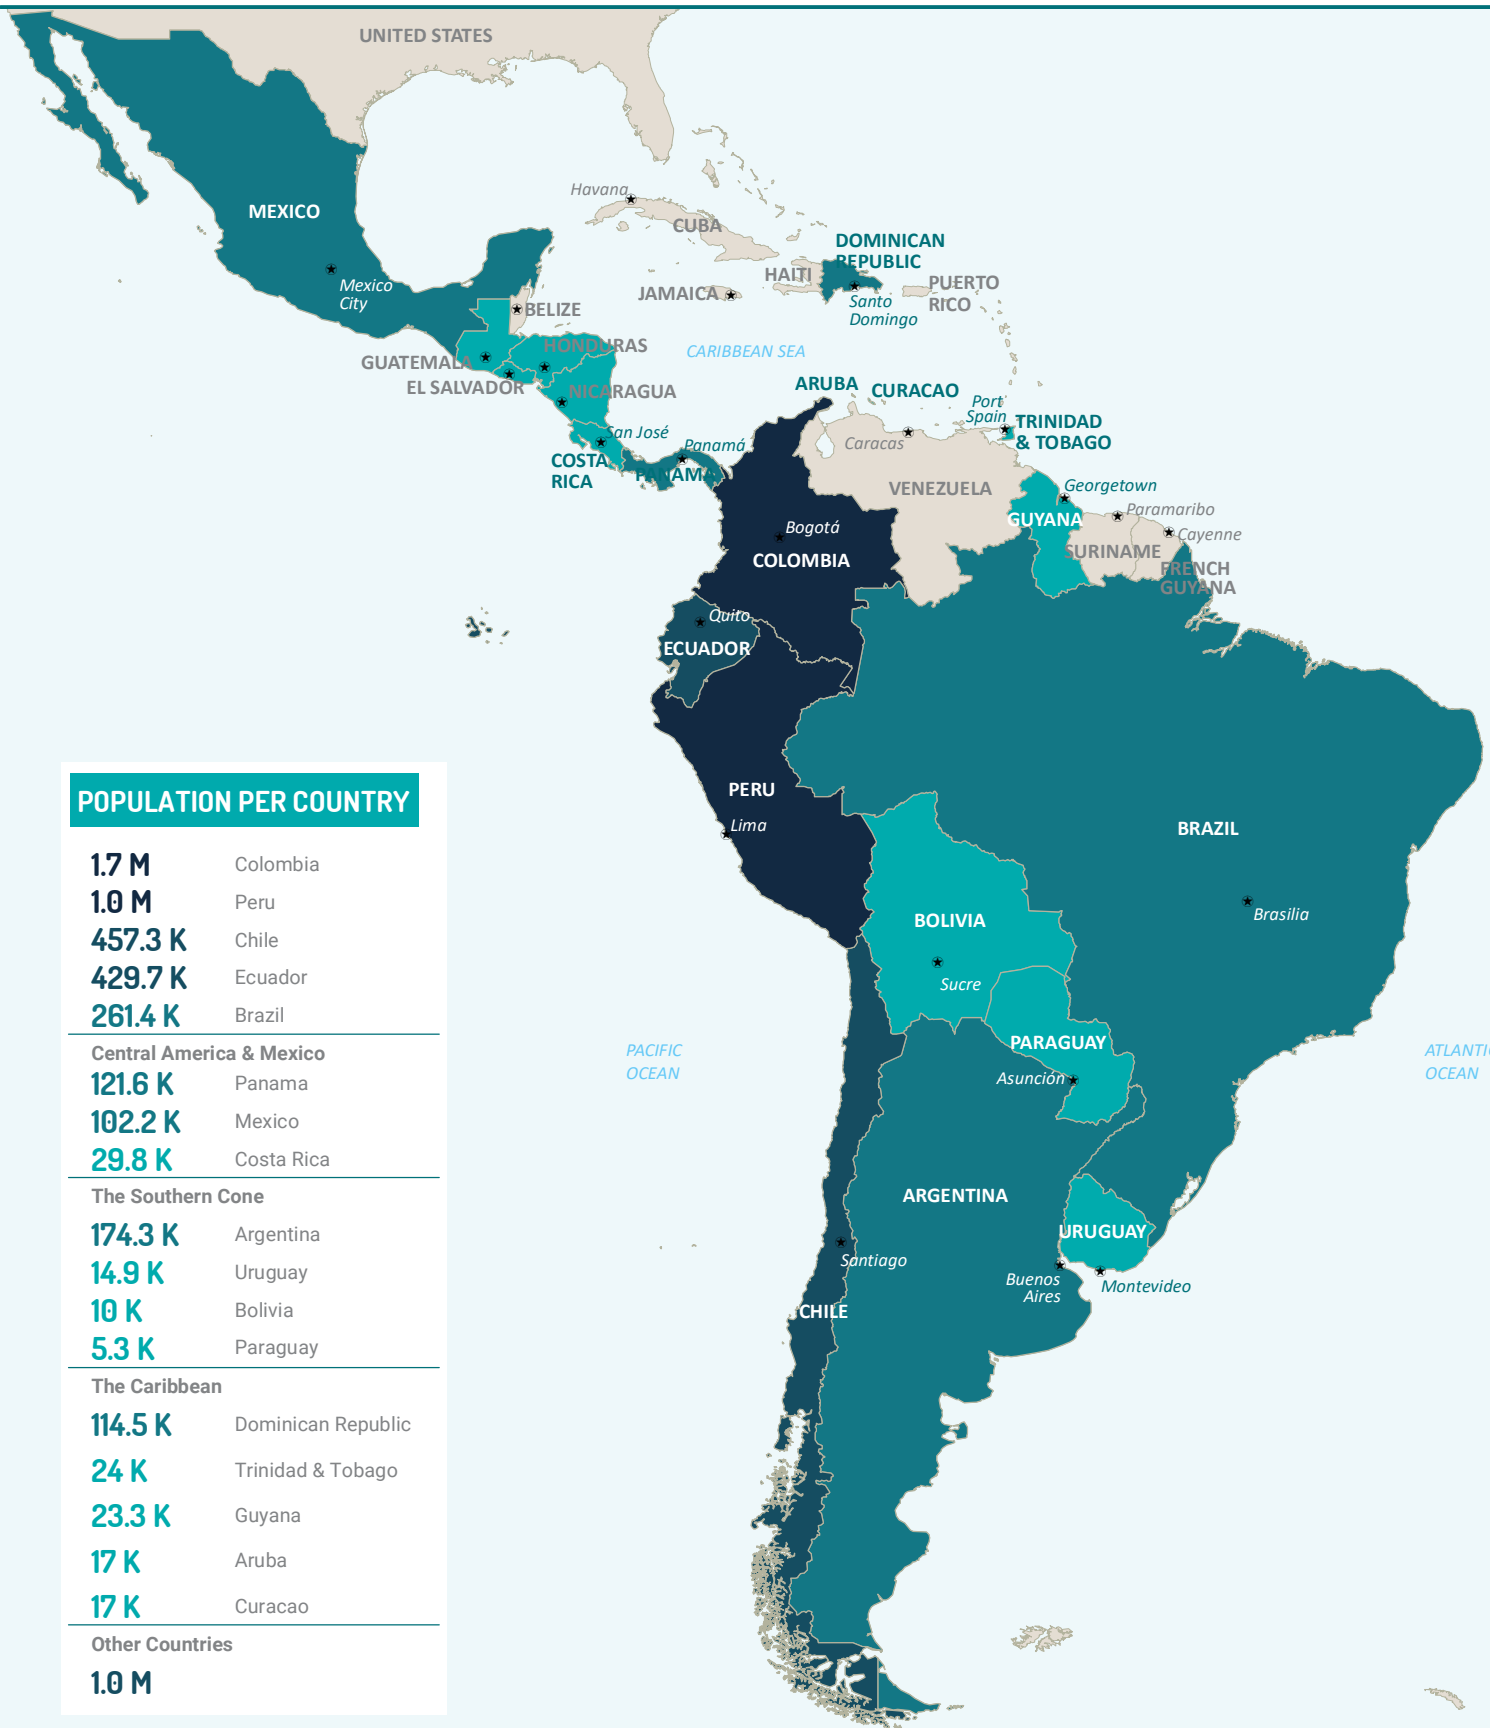 UNITED STATES
MEXICO
Mexico
City
Havana
CUBA
HAITI
DOMINICAN
REPUBLIC
Santo
Domingo
PUERTO
RICO
JAMAICA
BELIZE
HONDURAS
GUATEMALA
EL SALVADOR
NICARAGUA
CARIBBEAN SEA
ARUBA
CURACAO
Port
Spain
TRINIDAD
& TOBAGO
San José
COSTA
RICA
Panamá
PANAMA
Caracas
VENEZUELA
Georgetown
GUYANA
Paramaribo
SURINAME
Cayenne
FRENCH
GUYANA
Bogotá
COLOMBIA
Quito
ECUADOR
PERU
Lima
BRAZIL
Brasilia
BOLIVIA
Sucre
PARAGUAY
Asunción
PACIFIC
OCEAN
ATLANTIC
OCEAN
ARGENTINA
URUGUAY
Santiago
Buenos
Aires
Montevideo
CHILE
POPULATION PER COUNTRY
1.7 M Colombia
1.0 M Peru
457.3 K Chile
429.7 K Ecuador
261.4 K Brazil
Central America & Mexico
121.6 K Panama
102.2 K Mexico
29.8 K Costa Rica
The Southern Cone
174.3 K Argentina
14.9 K Uruguay
10 K Bolivia
5.3 K Paraguay
The Caribbean
114.5 K Dominican Republic
24 K Trinidad & Tobago
23.3 K Guyana
17 K Aruba
17 K Curacao
Other Countries
1.0 M